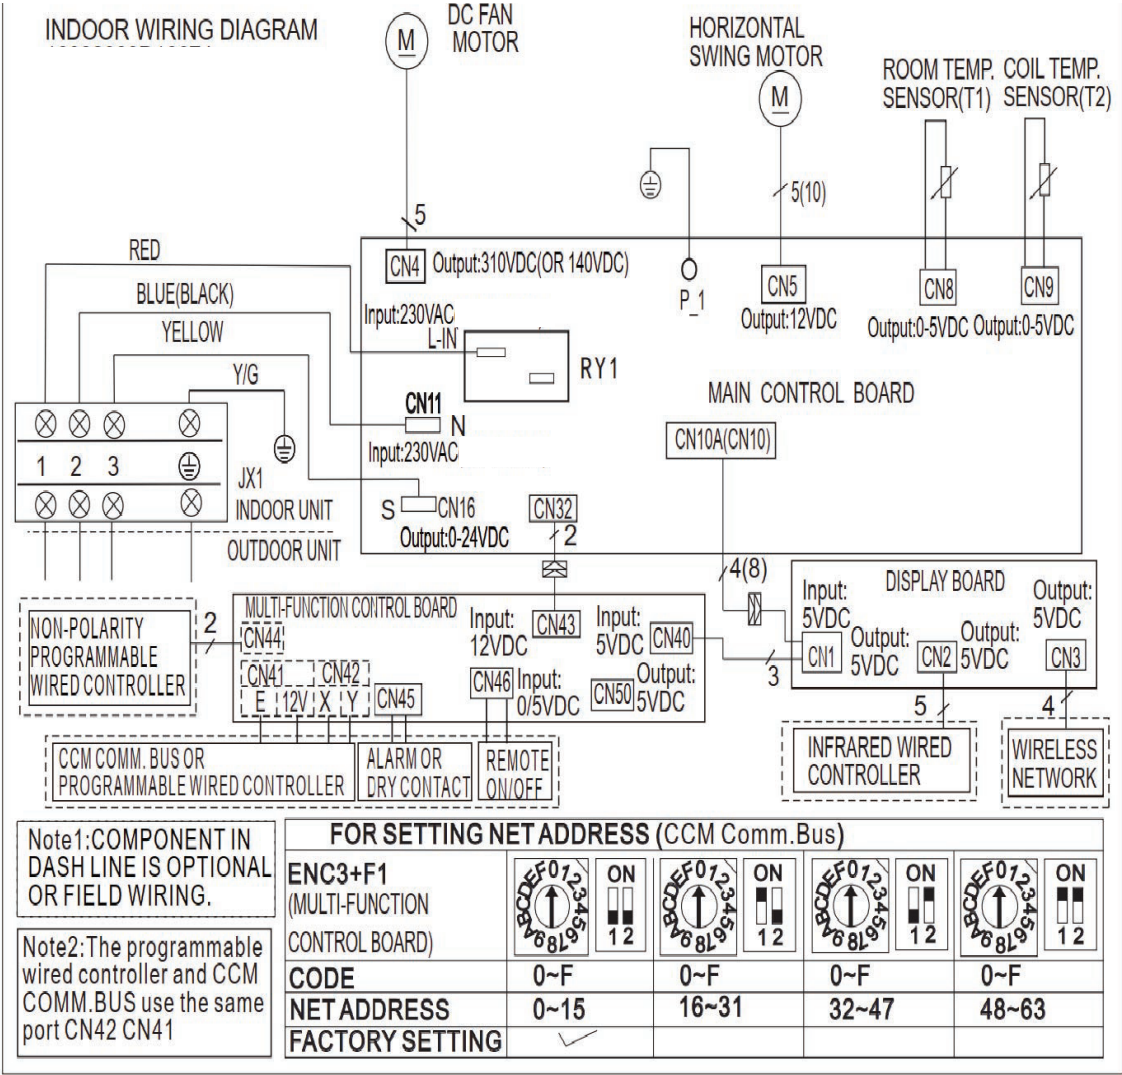 INDOOR WIRING DIAGRAM
DC FAN
MOTOR
M
HORIZONTAL
SWING MOTOR
M
ROOM TEMP.
SENSOR(T1)
COIL TEMP.
SENSOR(T2)
5
5(10)
RED
BLUE(BLACK)
YELLOW
Y/G
CN4
Output:310VDC(OR 140VDC)
P_1
CN5
Output:12VDC
CN8
Output:0-5VDC
CN9
Output:0-5VDC
Input:230VAC
L-IN
RY1
CN11
N
Input:230VAC
MAIN CONTROL BOARD
CN10A(CN10)
1 2 3
JX1
INDOOR UNIT
OUTDOOR UNIT
S
CN16
Output:0-24VDC
CN32
2
4(8)
NON-POLARITY
PROGRAMMABLE
WIRED CONTROLLER
2
MULTI-FUNCTION CONTROL BOARD
CN44
CN41
CN42
E 12V X Y
CN45
Input:
12VDC
CN43
Input:
5VDC
CN40
CN46
Input:
0/5VDC
CN50
Output:
5VDC
3
DISPLAY BOARD
Input:
5VDC
CN1
Output:
5VDC
CN2
Output:
5VDC
Output:
5VDC
CN3
5
4
CCM COMM. BUS OR
PROGRAMMABLE WIRED CONTROLLER
ALARM OR
DRY CONTACT
REMOTE
ON/OFF
INFRARED WIRED
CONTROLLER
WIRELESS
NETWORK
Note1:COMPONENT IN
DASH LINE IS OPTIONAL
OR FIELD WIRING.
Note2:The programmable
wired controller and CCM
COMM.BUS use the same
port CN42 CN41
FOR SETTING NET ADDRESS (CCM Comm.Bus)
ENC3+F1
(MULTI-FUNCTION
CONTROL BOARD)
0123456789ABCDEF
ON
1 2
0123456789ABCDEF
ON
1 2
0123456789ABCDEF
ON
1 2
0123456789ABCDEF
ON
1 2
CODE 0~F 0~F 0~F 0~F
NET ADDRESS 0~15 16~31 32~47 48~63
FACTORY SETTING